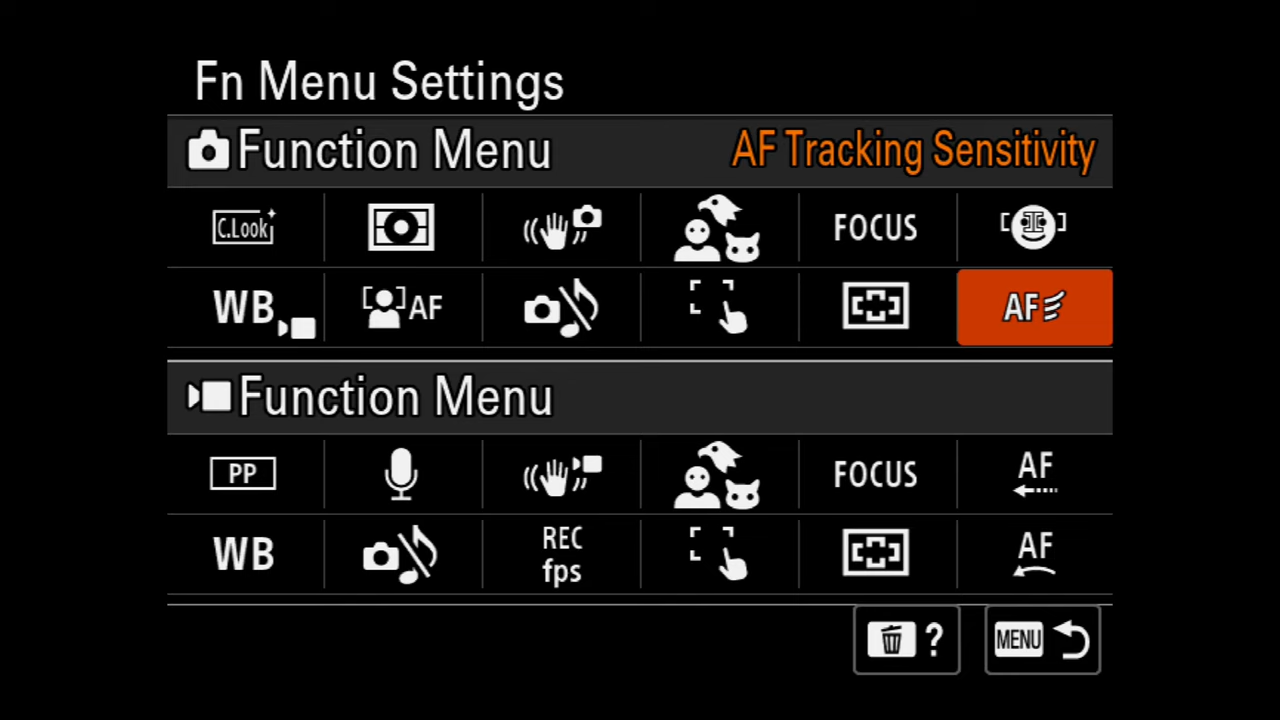 Fn Menu Settings
Function Menu AF Tracking Sensitivity
C.Look FOCUS
WB AF AF
Function Menu
PP FOCUS AF
WB REC fps AF
? MENU